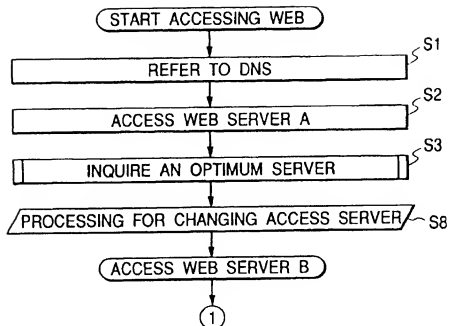 START ACCESSING WEB
S1
REFER TO DNS
S2
ACCESS WEB SERVER A
S3
INQUIRE AN OPTIMUM SERVER
PROCESSING FOR CHANGING ACCESS SERVER
S8
ACCESS WEB SERVER B
1